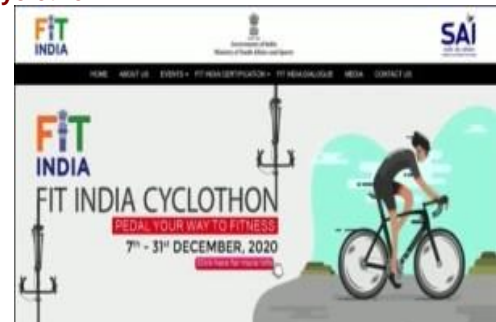 FiT
INDIA
Government of India
Ministry of Youth Affairs and Sports
SAI
HOME ABOUT US EVENTS FIT INDIA CERTIFICATION FIT INDIA DIALOGUE MEDIA CONTACT US
FiT
INDIA
FIT INDIA CYCLOTHON
PEDAL YOUR WAY TO FITNESS
7th - 31st DECEMBER, 2020
Click here for more info